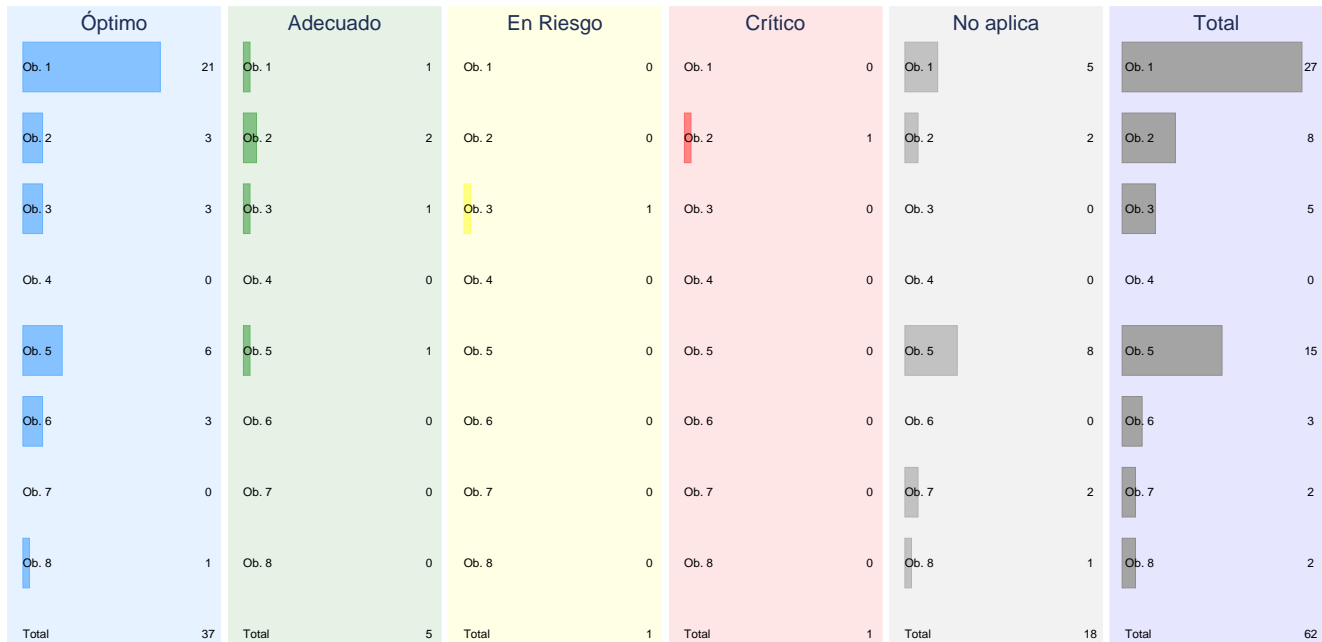 Óptimo Adecuado En Riesgo Crítico No aplica Total
Ob. 1 21 Ob. 1 1 Ob. 1 0 Ob. 1 0 Ob. 1 5 Ob. 1 27
Ob. 2 3 Ob. 2 2 Ob. 2 0 Ob. 2 1 Ob. 2 2 Ob. 2 8
Ob. 3 3 Ob. 3 1 Ob. 3 1 Ob. 3 0 Ob. 3 0 Ob. 3 5
Ob. 4 0 Ob. 4 0 Ob. 4 0 Ob. 4 0 Ob. 4 0 Ob. 4 0
Ob. 5 6 Ob. 5 1 Ob. 5 0 Ob. 5 0 Ob. 5 8 Ob. 5 15
Ob. 6 3 Ob. 6 0 Ob. 6 0 Ob. 6 0 Ob. 6 0 Ob. 6 3
Ob. 7 0 Ob. 7 0 Ob. 7 0 Ob. 7 0 Ob. 7 2 Ob. 7 2
Ob. 8 1 Ob. 8 0 Ob. 8 0 Ob. 8 0 Ob. 8 1 Ob. 8 2
Total 37 Total 5 Total 1 Total 1 Total 18 Total 62